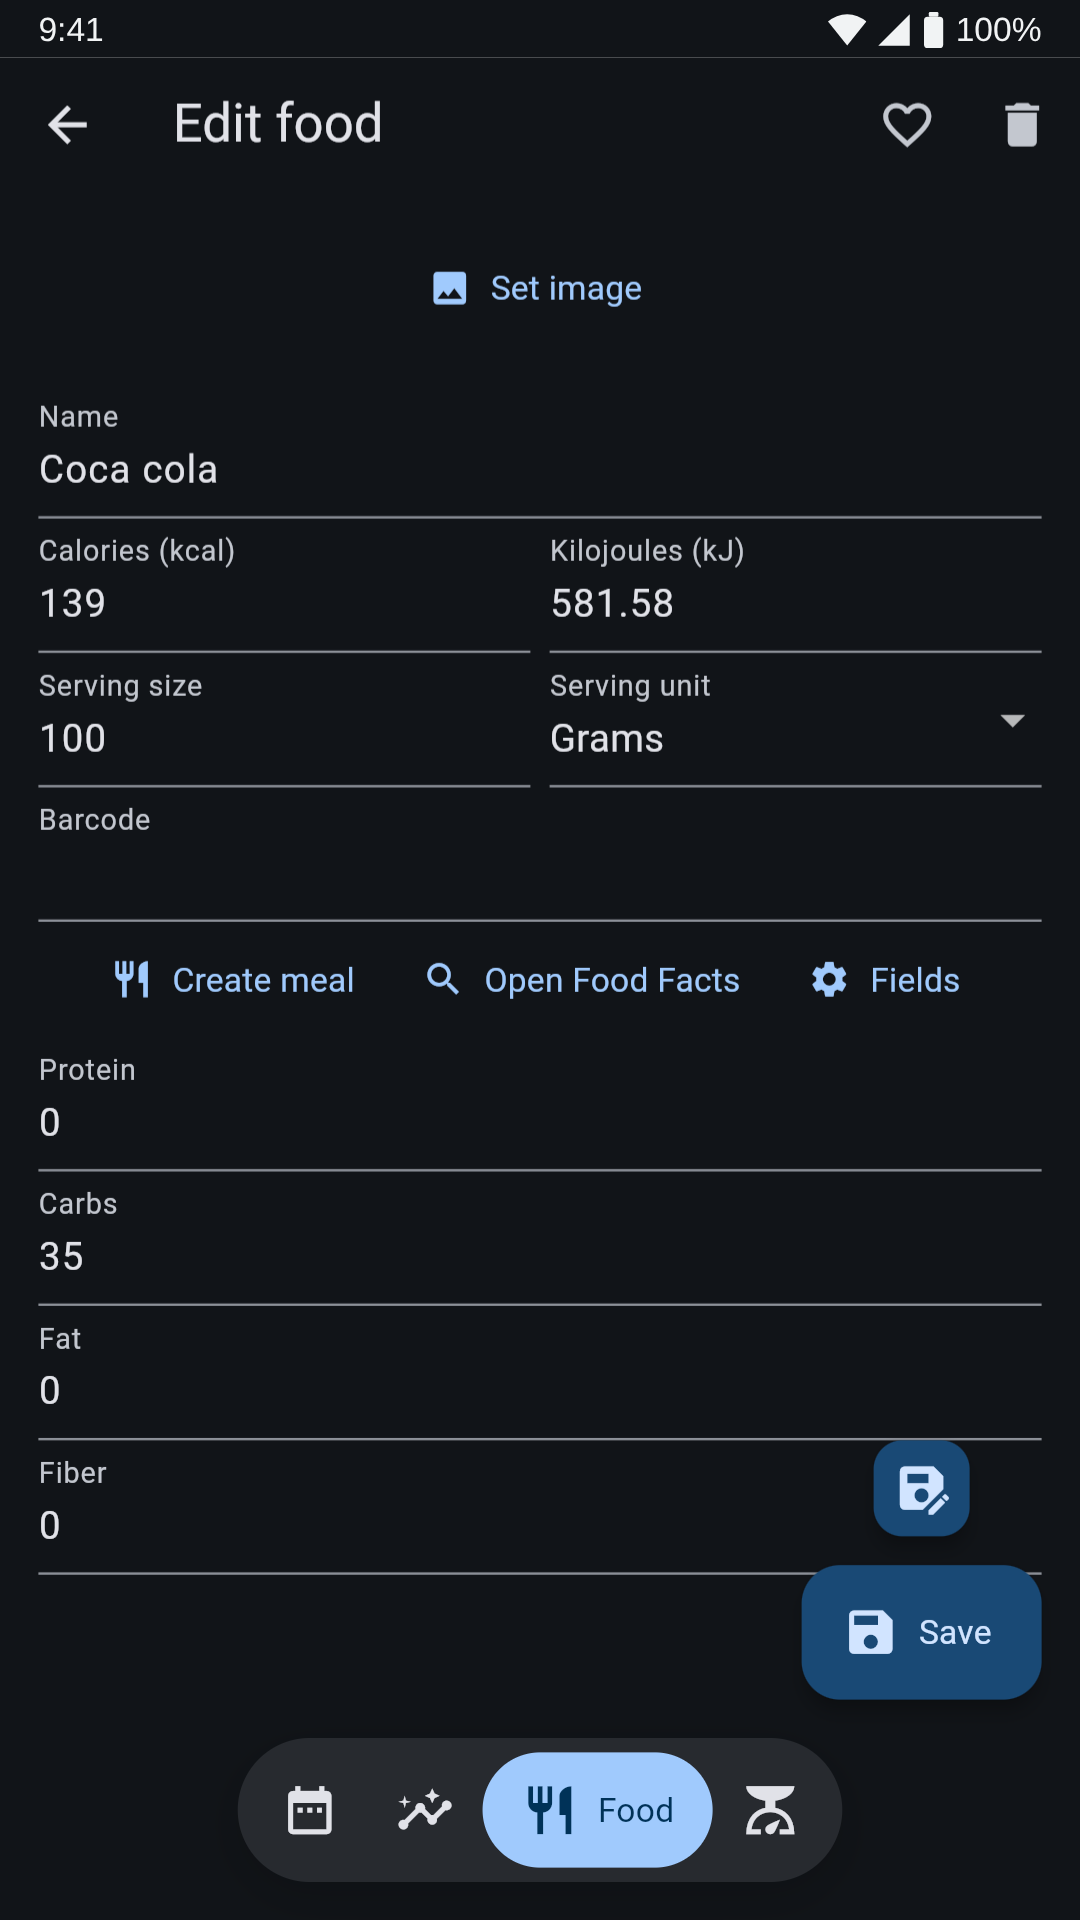 9:41
100%
Edit food
Set image
Name
Coca cola
Calories (kcal)
Kilojoules (kJ)
139
581.58
Serving size
Serving unit
100
Grams
Barcode
Create meal
Open Food Facts
Fields
Protein
0
Carbs
35
Fat
0
Fiber
0
Save
Food